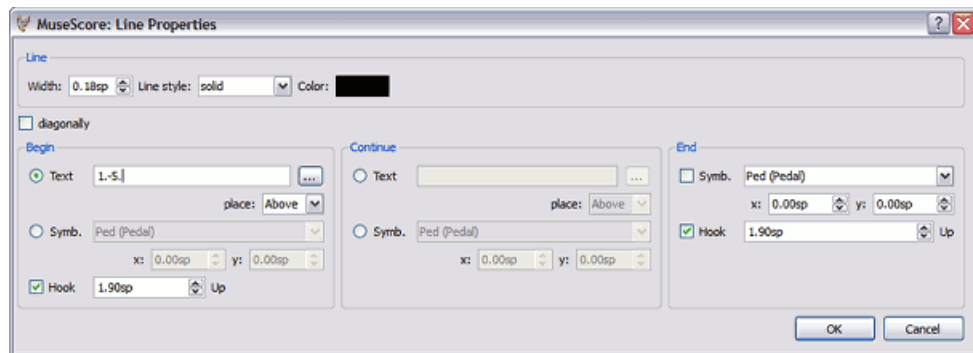 MuseScore: Line Properties
Line
Width: 0.18sp Line style: solid Color:
diagonally
Begin
Text 1.-5.
...
place: Above
Symb. Ped (Pedal)
x: 0.00sp y: 0.00sp
Hook 1.90sp Up
Continue
Text
...
place: Above
Symb. Ped (Pedal)
x: 0.00sp y: 0.00sp
End
Symb. Ped (Pedal)
x: 0.00sp y: 0.00sp
Hook 1.90sp Up
OK Cancel